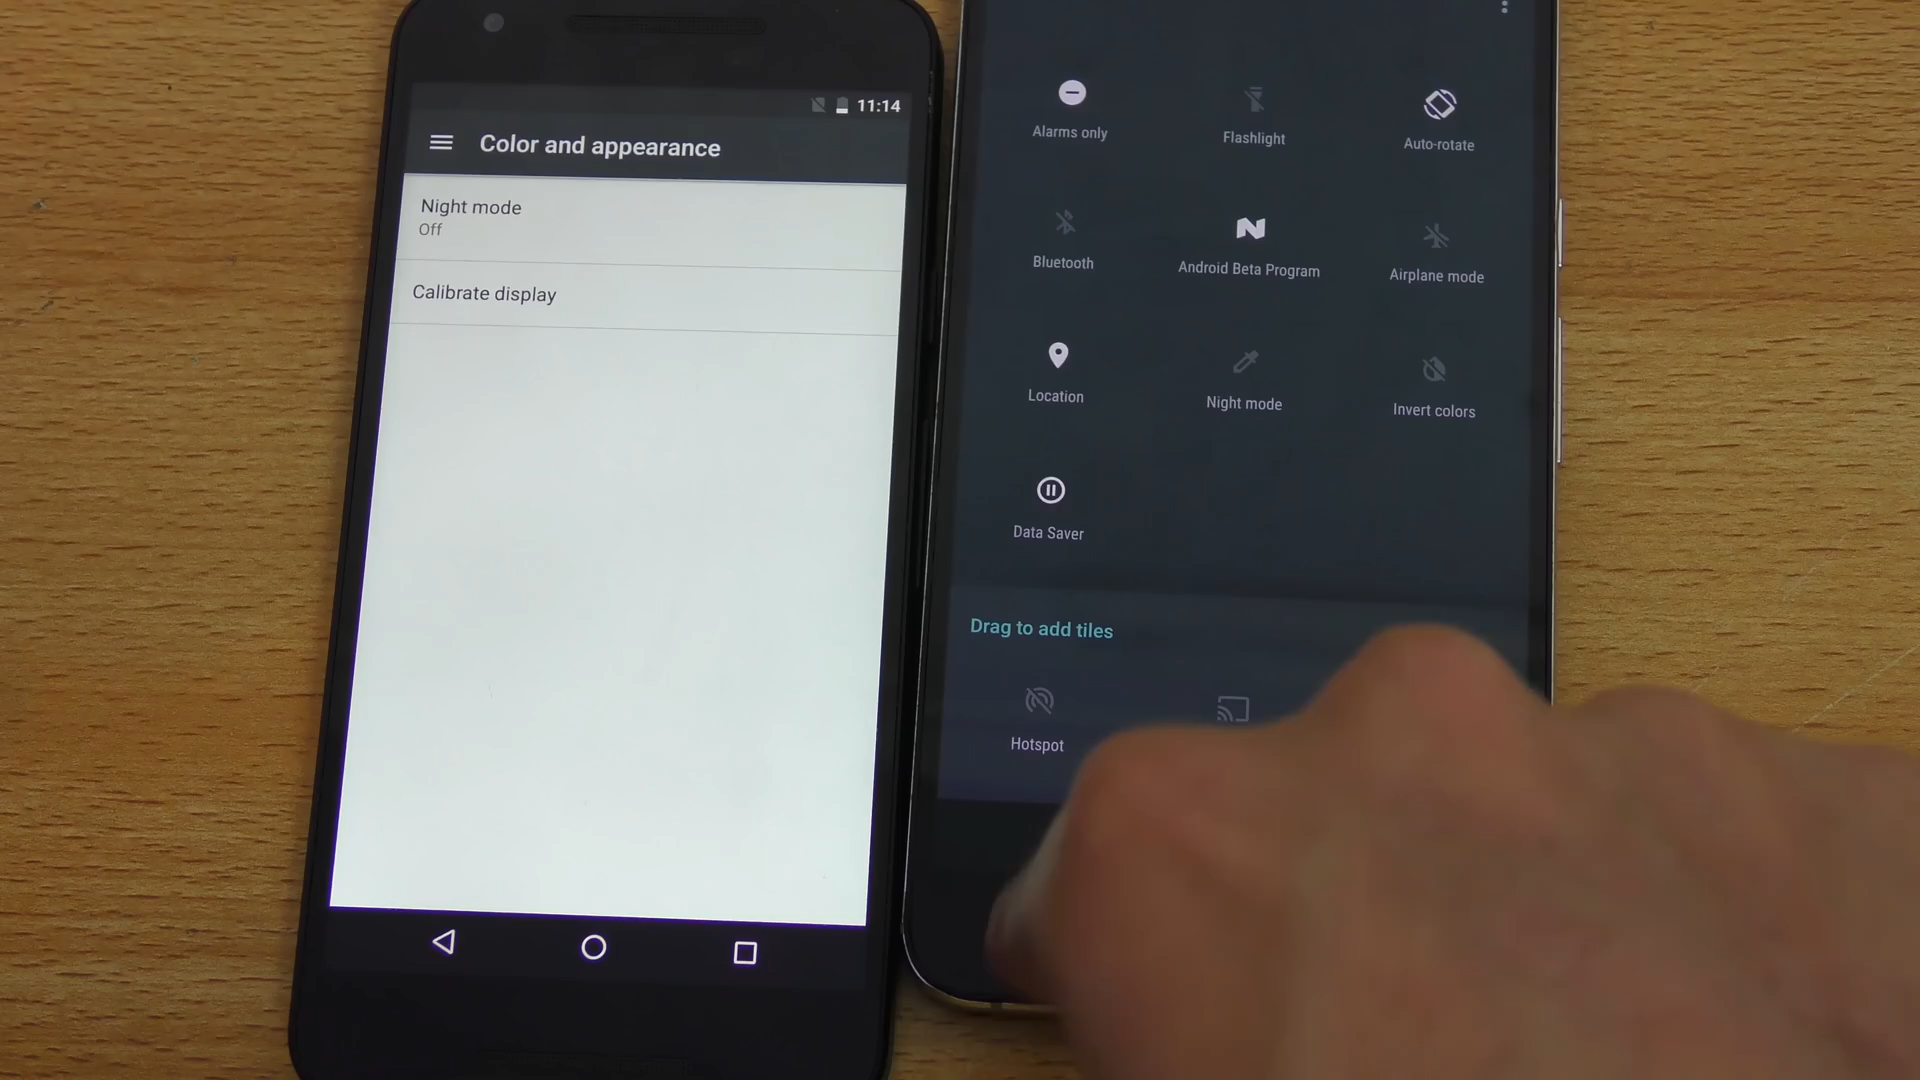 11:14
Color and appearance
Night mode
Off
Calibrate display
Alarms only
Flashlight
Auto-rotate
Bluetooth
Android Beta Program
Airplane mode
Location
Night mode
Invert colors
Data Saver
Drag to add tiles
Hotspot